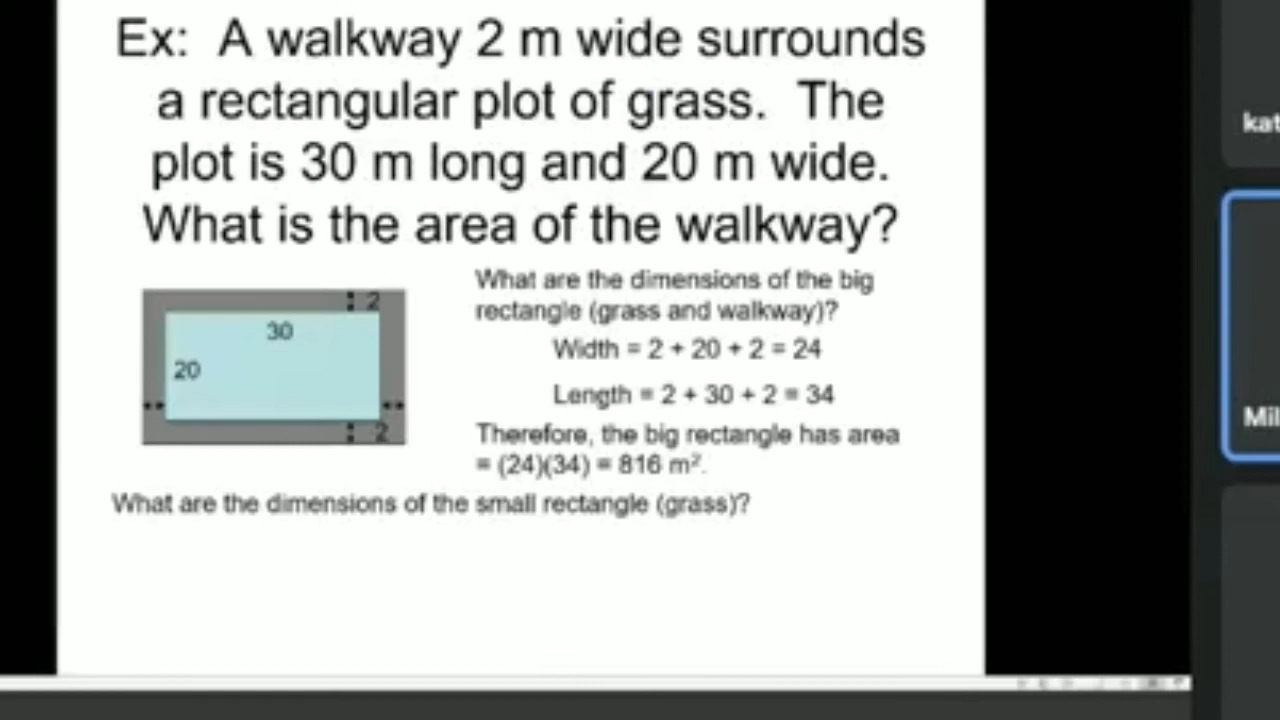 Ex: A walkway 2 m wide surrounds
a rectangular plot of grass. The
plot is 30 m long and 20 m wide.
What is the area of the walkway?
2
30
20
2
What are the dimensions of the big
rectangle (grass and walkway)?
Width = 2 + 20 + 2 = 24
Length = 2 + 30 + 2 = 34
Therefore, the big rectangle has area
= (24)(34) = 816 m².
What are the dimensions of the small rectangle (grass)?
kat
Mil